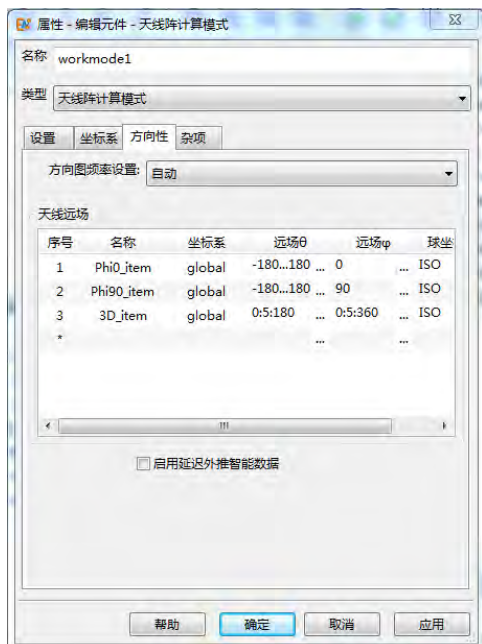 属性 - 编辑元件 - 天线阵计算模式
名称 workmode1
类型 天线阵计算模式
设置 坐标系 方向性 杂项
方向图频率设置: 自动
天线远场
序号 名称 坐标系 远场θ 远场φ 球坐
1 Phi0_item global -180...180 ... 0 ... ISO
2 Phi90_item global -180...180 ... 90 ... ISO
3 3D_item global 0:5:180 ... 0:5:360 ... ISO
* ... ...
启用延迟外推智能数据
帮助 确定 取消 应用